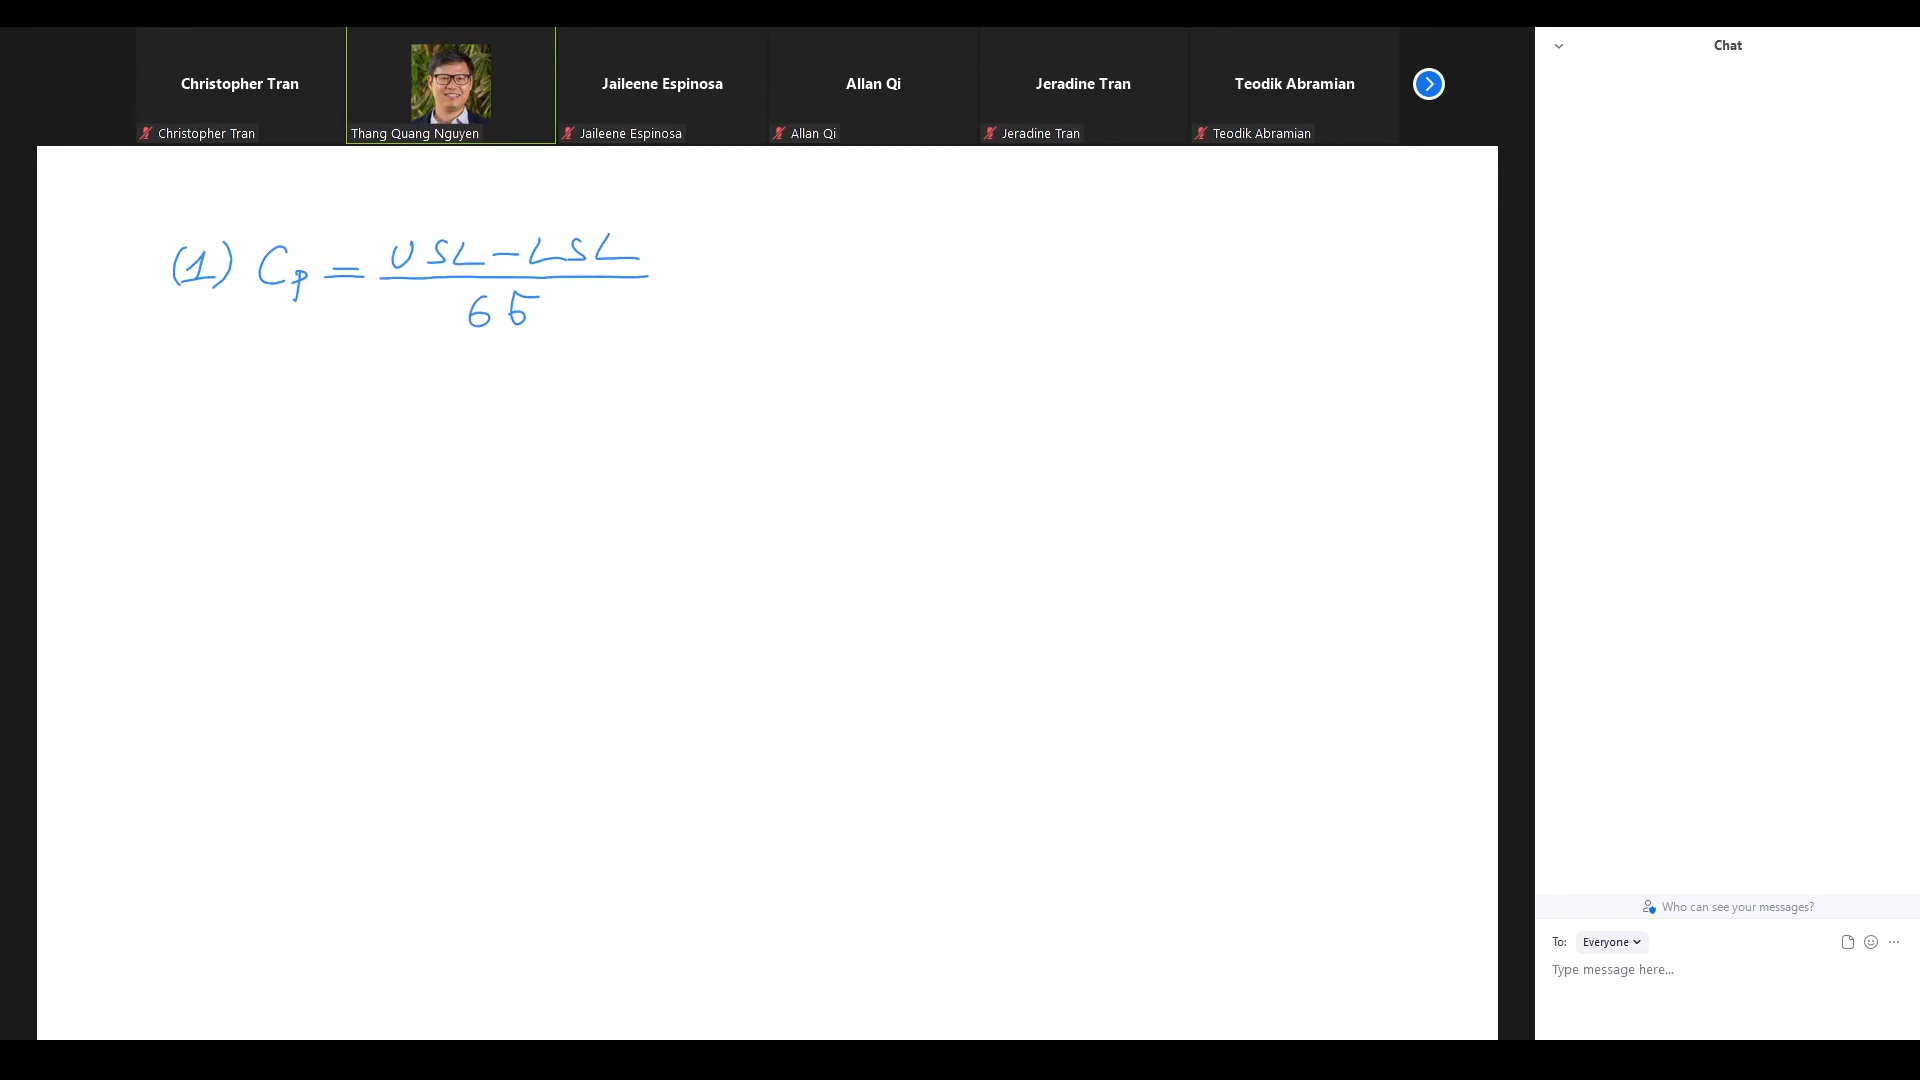 Chat
Christopher Tran
Jaileene Espinosa
Allan Qi
Jeradine Tran
Teodik Abramian
Christopher Tran
Thang Quang Nguyen
Jaileene Espinosa
Allan Qi
Jeradine Tran
Teodik Abramian
(1) Cp = USL - LSL
6σ
Who can see your messages?
To: Everyone
Type message here...